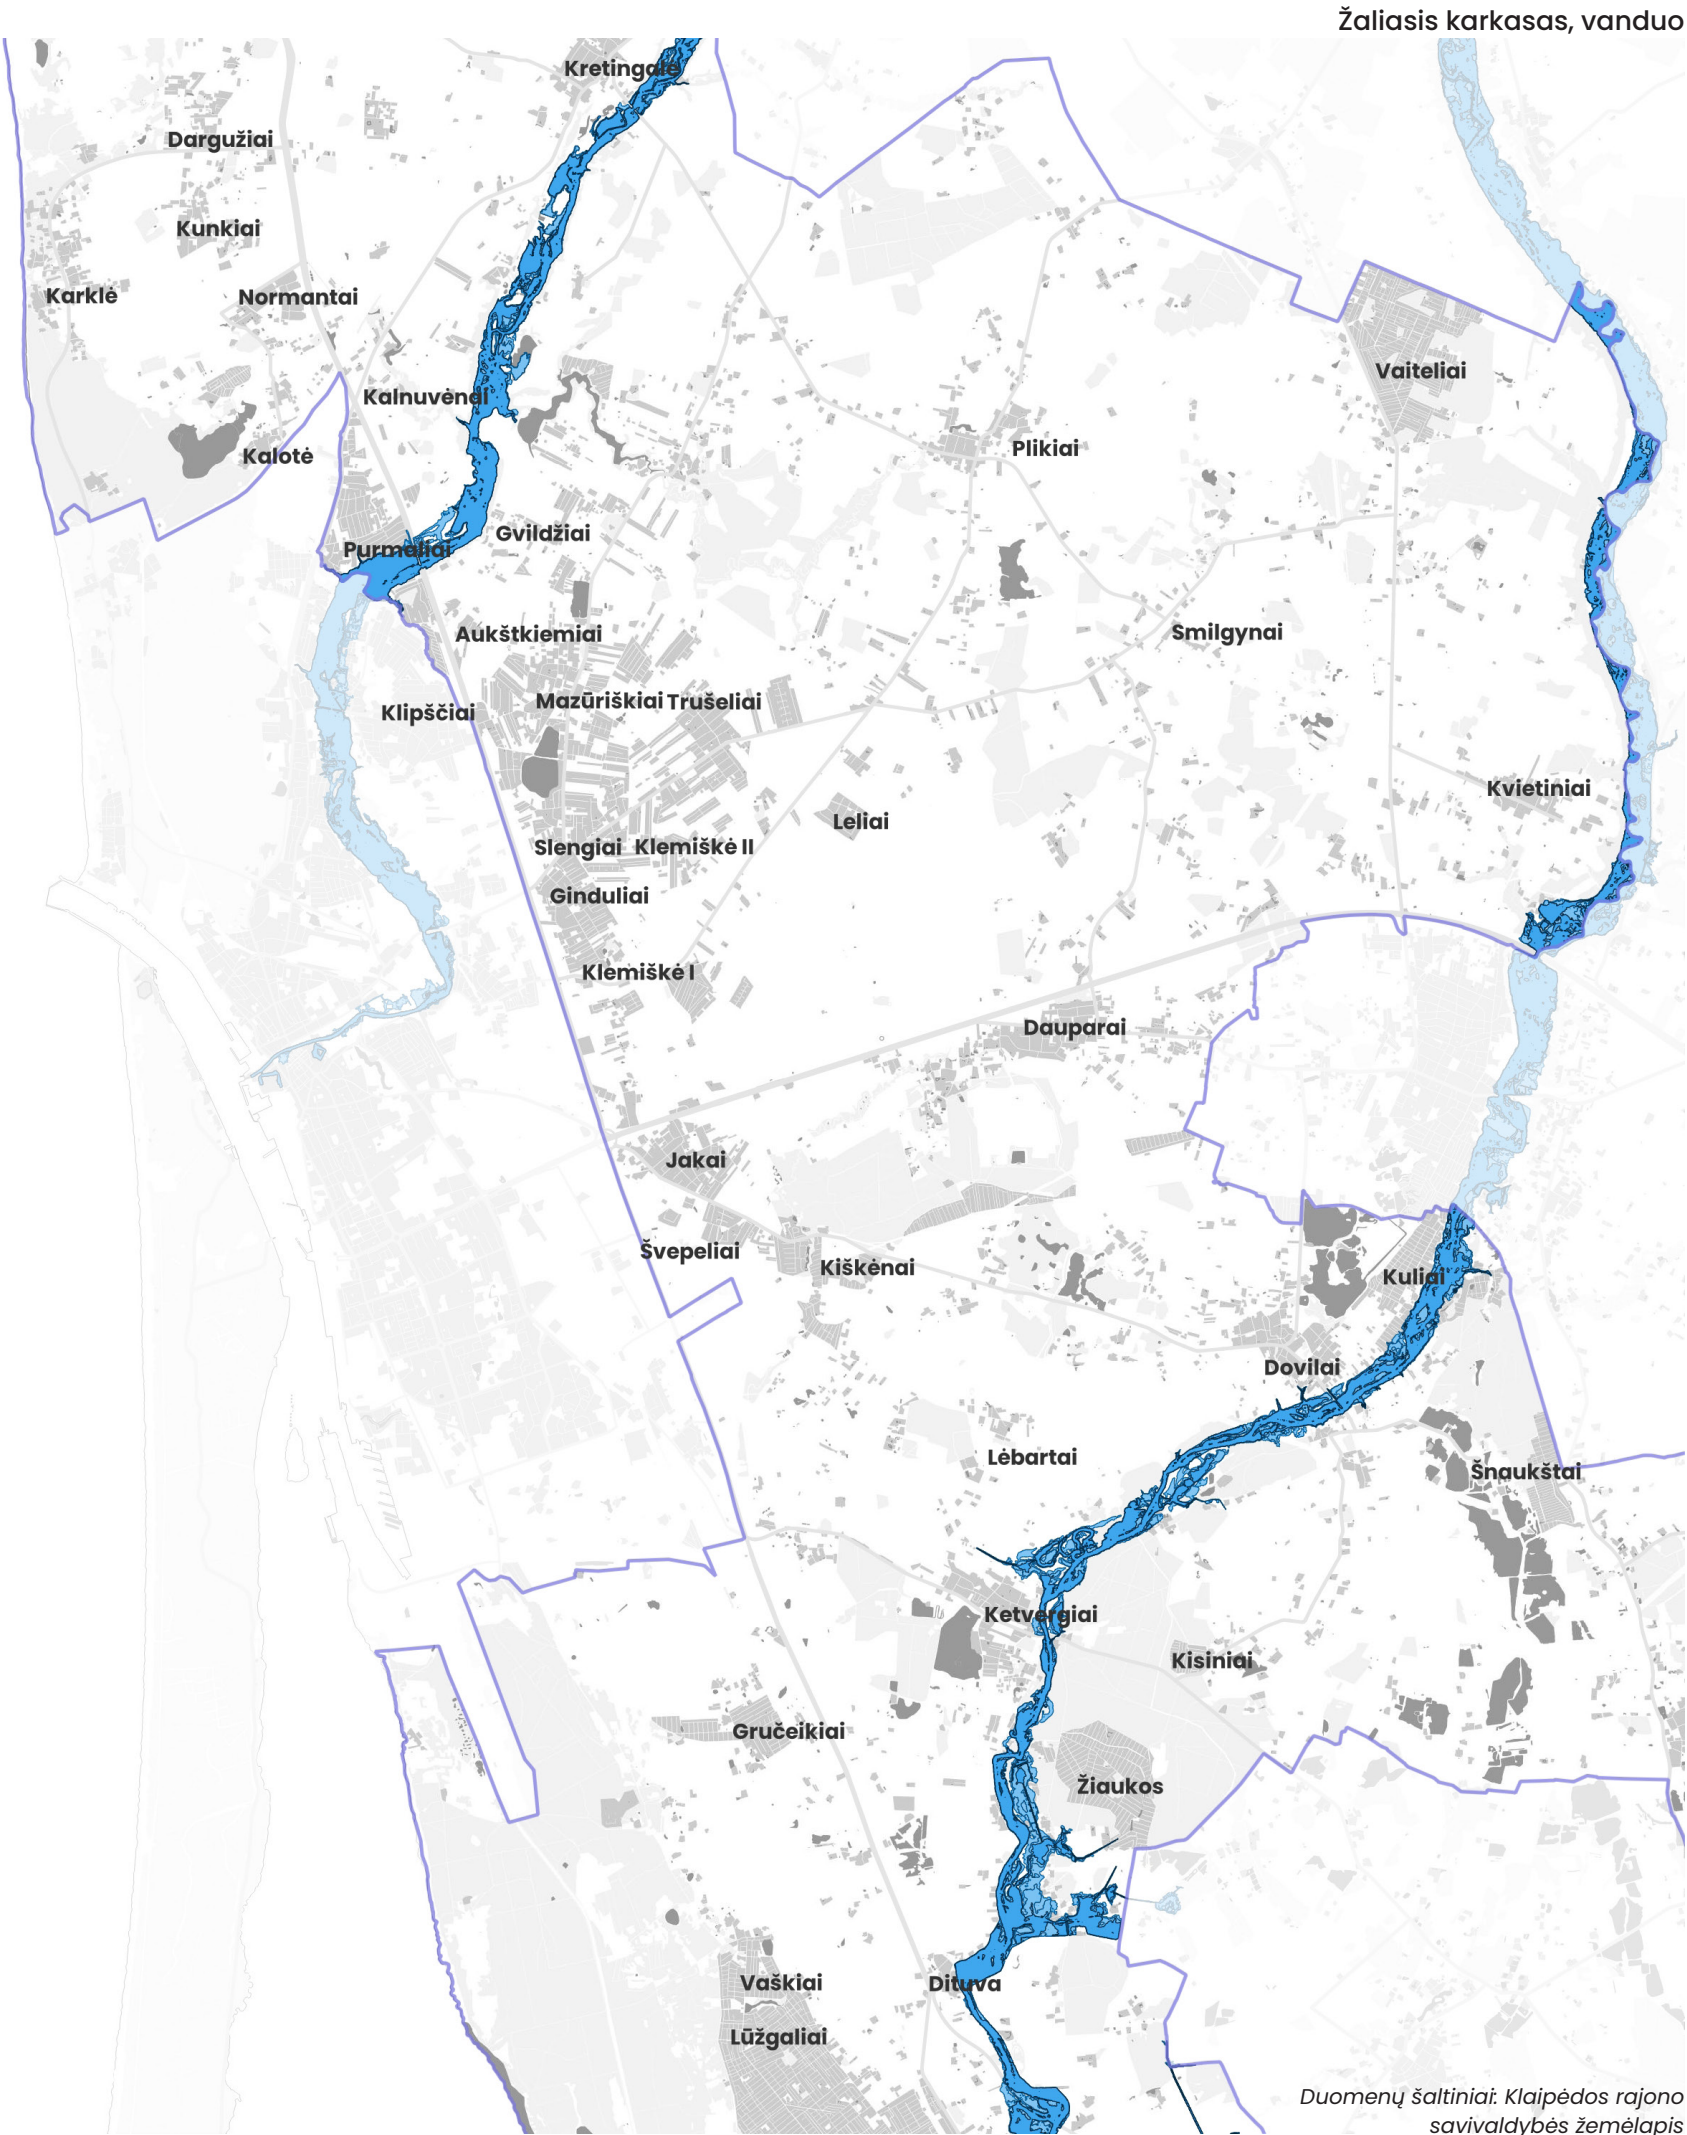 Žaliasis karkasas, vanduo
Kretingalė
Dargužiai
Kunkiai
Karklė
Normantai
Vaiteliai
Kalnuvėnai
Kalotė
Plikiai
Gvildžiai
Purmaliai
Aukštkiemiai
Smilgynai
Mazūriškiai Trušeliai
Klipščiai
Kvietiniai
Leliai
Slengiai Klemiškė II
Ginduliai
Klemiškė I
Dauparai
Jakai
Švepeliai
Kiškėnai
Kuliai
Dovilai
Lėbartai
Šnaukštai
Ketvergiai
Kisiniai
Gručeikiai
Žiaukos
Vaškiai
Dituva
Lūžgaliai
Duomenų šaltiniai: Klaipėdos rajono
savivaldybės žemėlapis